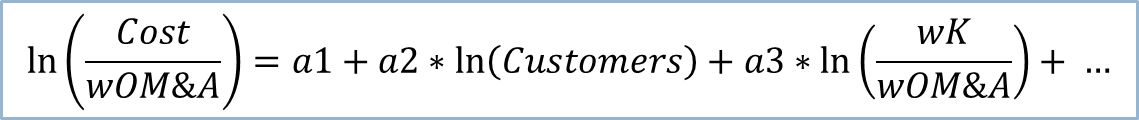 ln(Cost/wOM&A) = a1 + a2 * ln(Customers) + a3 * ln(wK/wOM&A) + …